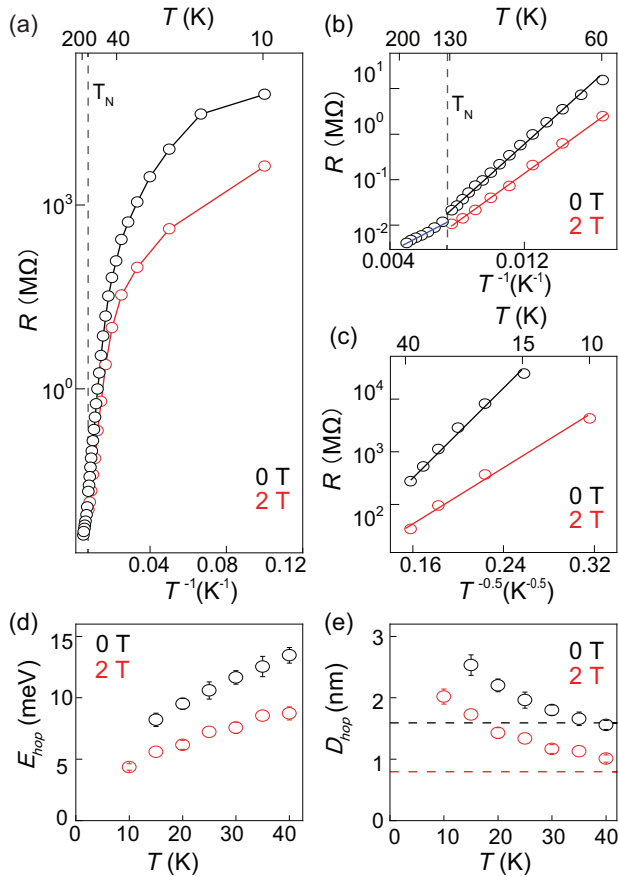 (a)
T (K)
200 40 10
T_N
R (MΩ)
10^3
10^0
0 T
2 T
0.04 0.08 0.12
T^-1(K^-1)
(b)
T (K)
200 130 60
T_N
R (MΩ)
10^1
10^0
10^-1
10^-2
0 T
2 T
0.004 0.012
T^-1(K^-1)
(c)
T (K)
40 15 10
R (MΩ)
10^4
10^3
10^2
0 T
2 T
0.16 0.24 0.32
T^-0.5(K^-0.5)
(d)
0 T
2 T
E_hop (meV)
15
10
5
0
0 10 20 30 40
T (K)
(e)
0 T
2 T
D_hop (nm)
3
2
1
0
0 10 20 30 40
T (K)